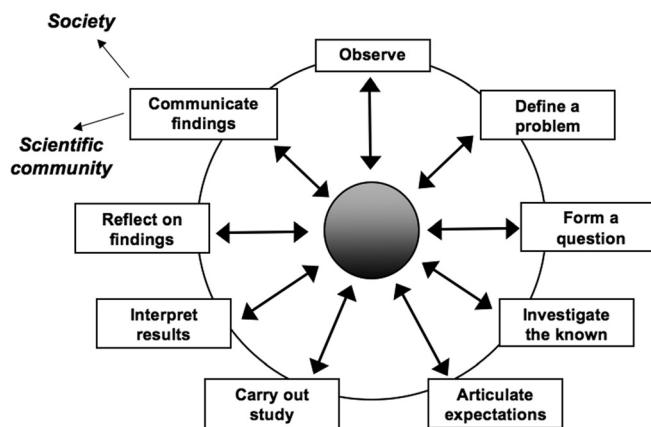 Society
Observe
Communicate
findings
Define a
problem
Scientific
community
Reflect on
findings
Form a
question
Interpret
results
Investigate
the known
Carry out
study
Articulate
expectations